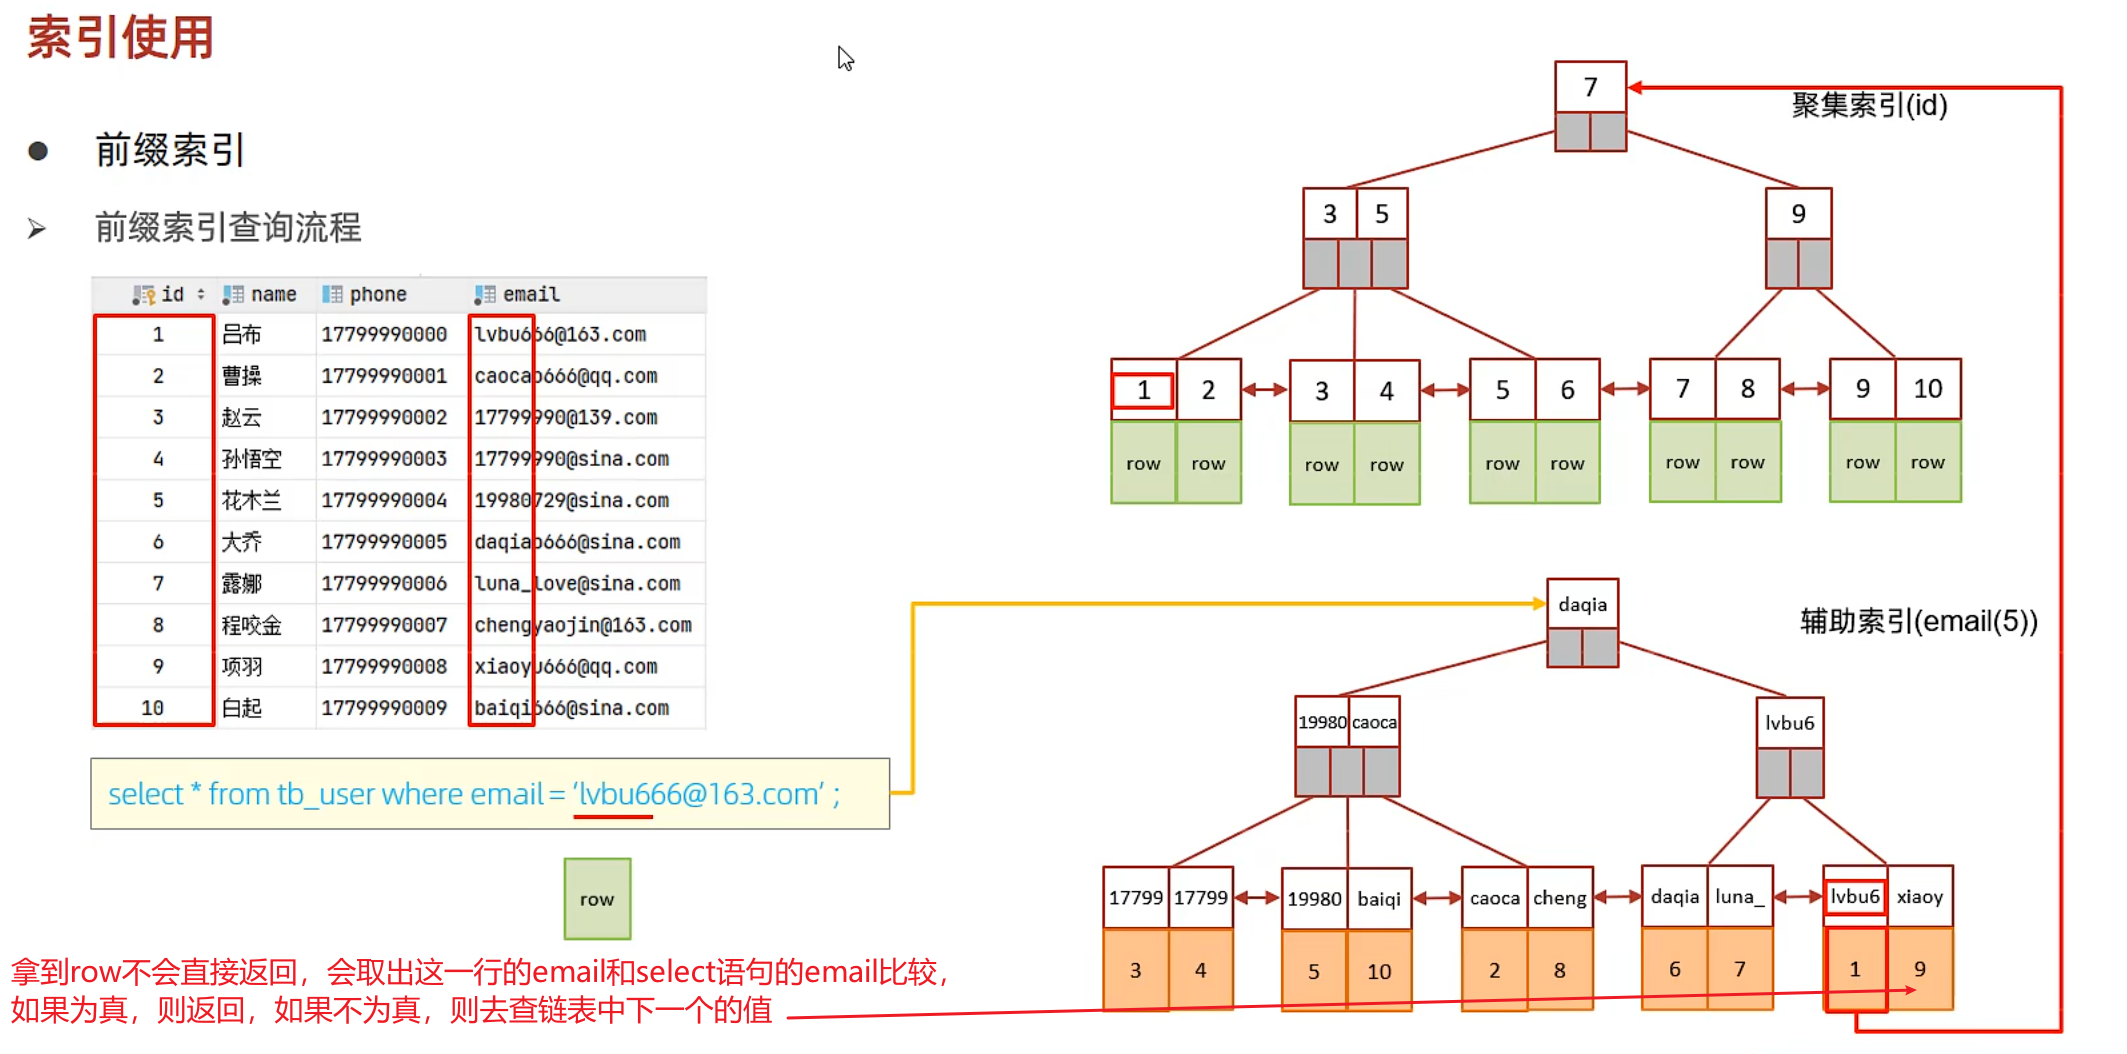 索引使用
前缀索引
前缀索引查询流程
id name phone email
1 吕布 17799990000 lvbu666@163.com
2 曹操 17799990001 caocao666@qq.com
3 赵云 17799990002 17799990@139.com
4 孙悟空 17799990003 17799990@sina.com
5 花木兰 17799990004 19980729@sina.com
6 大乔 17799990005 daqiao666@sina.com
7 露娜 17799990006 luna_love@sina.com
8 程咬金 17799990007 chengyaojin@163.com
9 项羽 17799990008 xiaoyu666@qq.com
10 白起 17799990009 baiqi666@sina.com
select * from tb_user where email = ‘lvbu666@163.com’ ;
row
拿到row不会直接返回，会取出这一行的email和select语句的email比较，
如果为真，则返回，如果不为真，则去查链表中下一个的值
聚集索引(id)
7
3 5 9
1 2 3 4 5 6 7 8 9 10
row row row row row row row row row row
辅助索引(email(5))
daqia
19980 caoca lvbu6
17799 17799 19980 baiqi caoca cheng daqia luna_ lvbu6 xiaoy
3 4 5 10 2 8 6 7 1 9